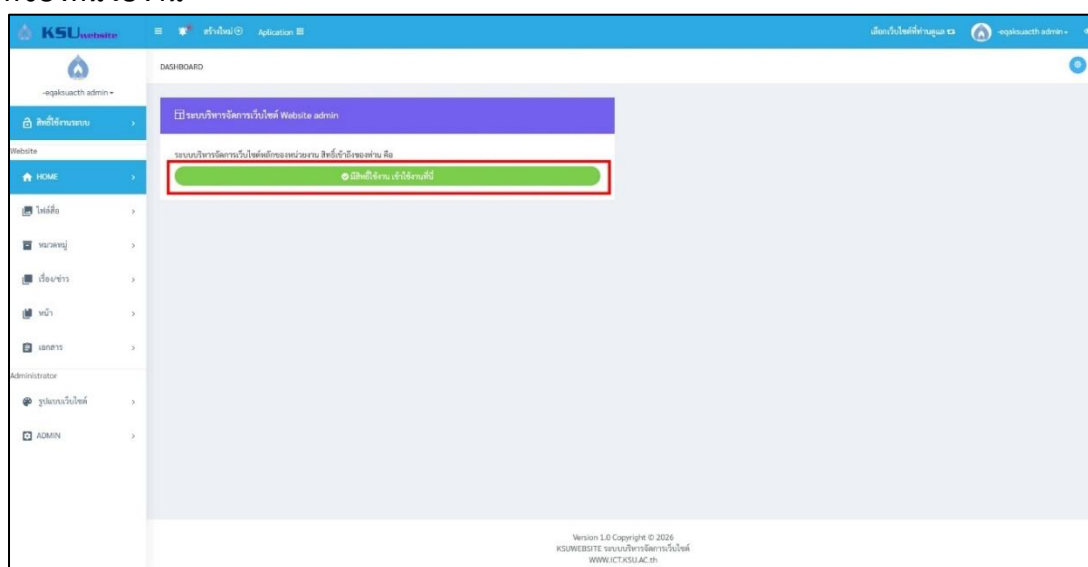 KSUwebsite
สร้างใหม่
Aplication
เลือกเว็บไซต์ที่ท่านดูแล
-eqaksuacth admin
-eqaksuacth admin
DASHBOARD
สิทธิ์ใช้งานระบบ
Website
HOME
ไฟล์สื่อ
หมวดหมู่
เรื่อง/ข่าว
หน้า
เอกสาร
Administrator
รูปแบบเว็บไซต์
ADMIN
ระบบบริหารจัดการเว็บไซต์ Website admin
ระบบบริหารจัดการเว็บไซต์หลักของหน่วยงาน สิทธิ์เข้าถึงของท่าน คือ
มีสิทธิ์ใช้งาน เข้าใช้งานที่นี่
Version 1.0 Copyright © 2026
KSUWEBSITE ระบบบริหารจัดการเว็บไซต์
WWW.ICT.KSU.AC.th